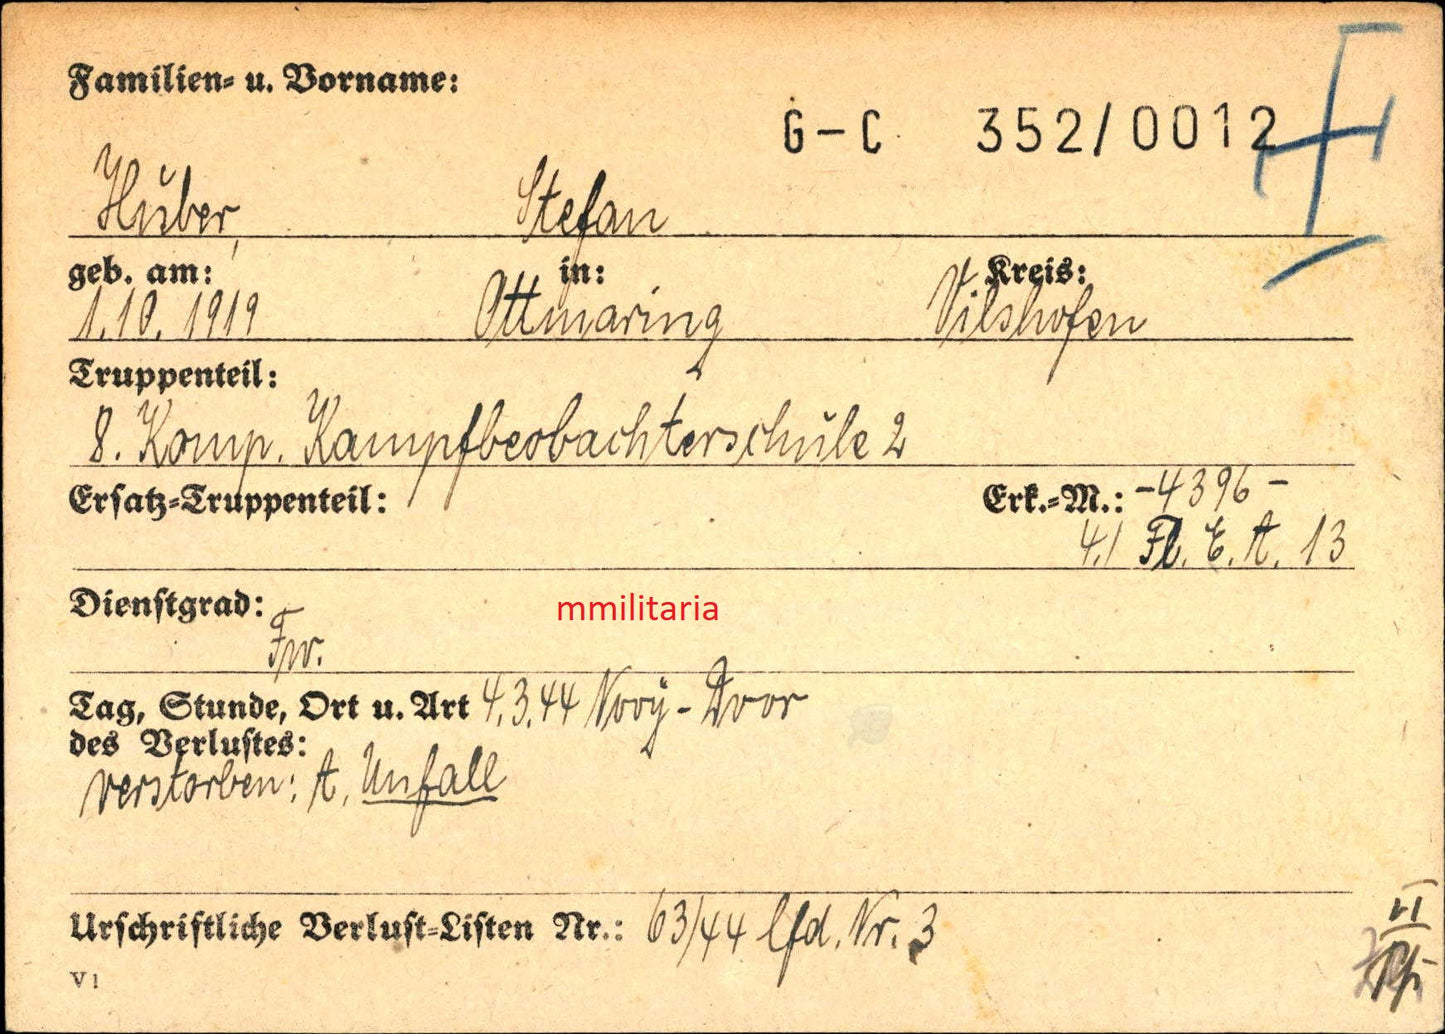 Familien- u. Vorname:
G-C 352/0012
Huber, Stefan
geb. am: in: Kreis:
1.10.1919 Ottmaring Vilshofen
Truppenteil:
8. Komp. Kampfbeobachterschule 2
Ersatz-Truppenteil: Erk.-M.: -4396-
4./ Fl. E. A. 13
Dienstgrad:
mmilitaria
Fw.
Tag, Stunde, Ort u. Art 4.3.44 Novy-Dvor
des Verlustes:
verstorben: A, Unfall
Urschriftliche Verlust-Listen Nr.: 63/44 lfd. Nr. 3
V1